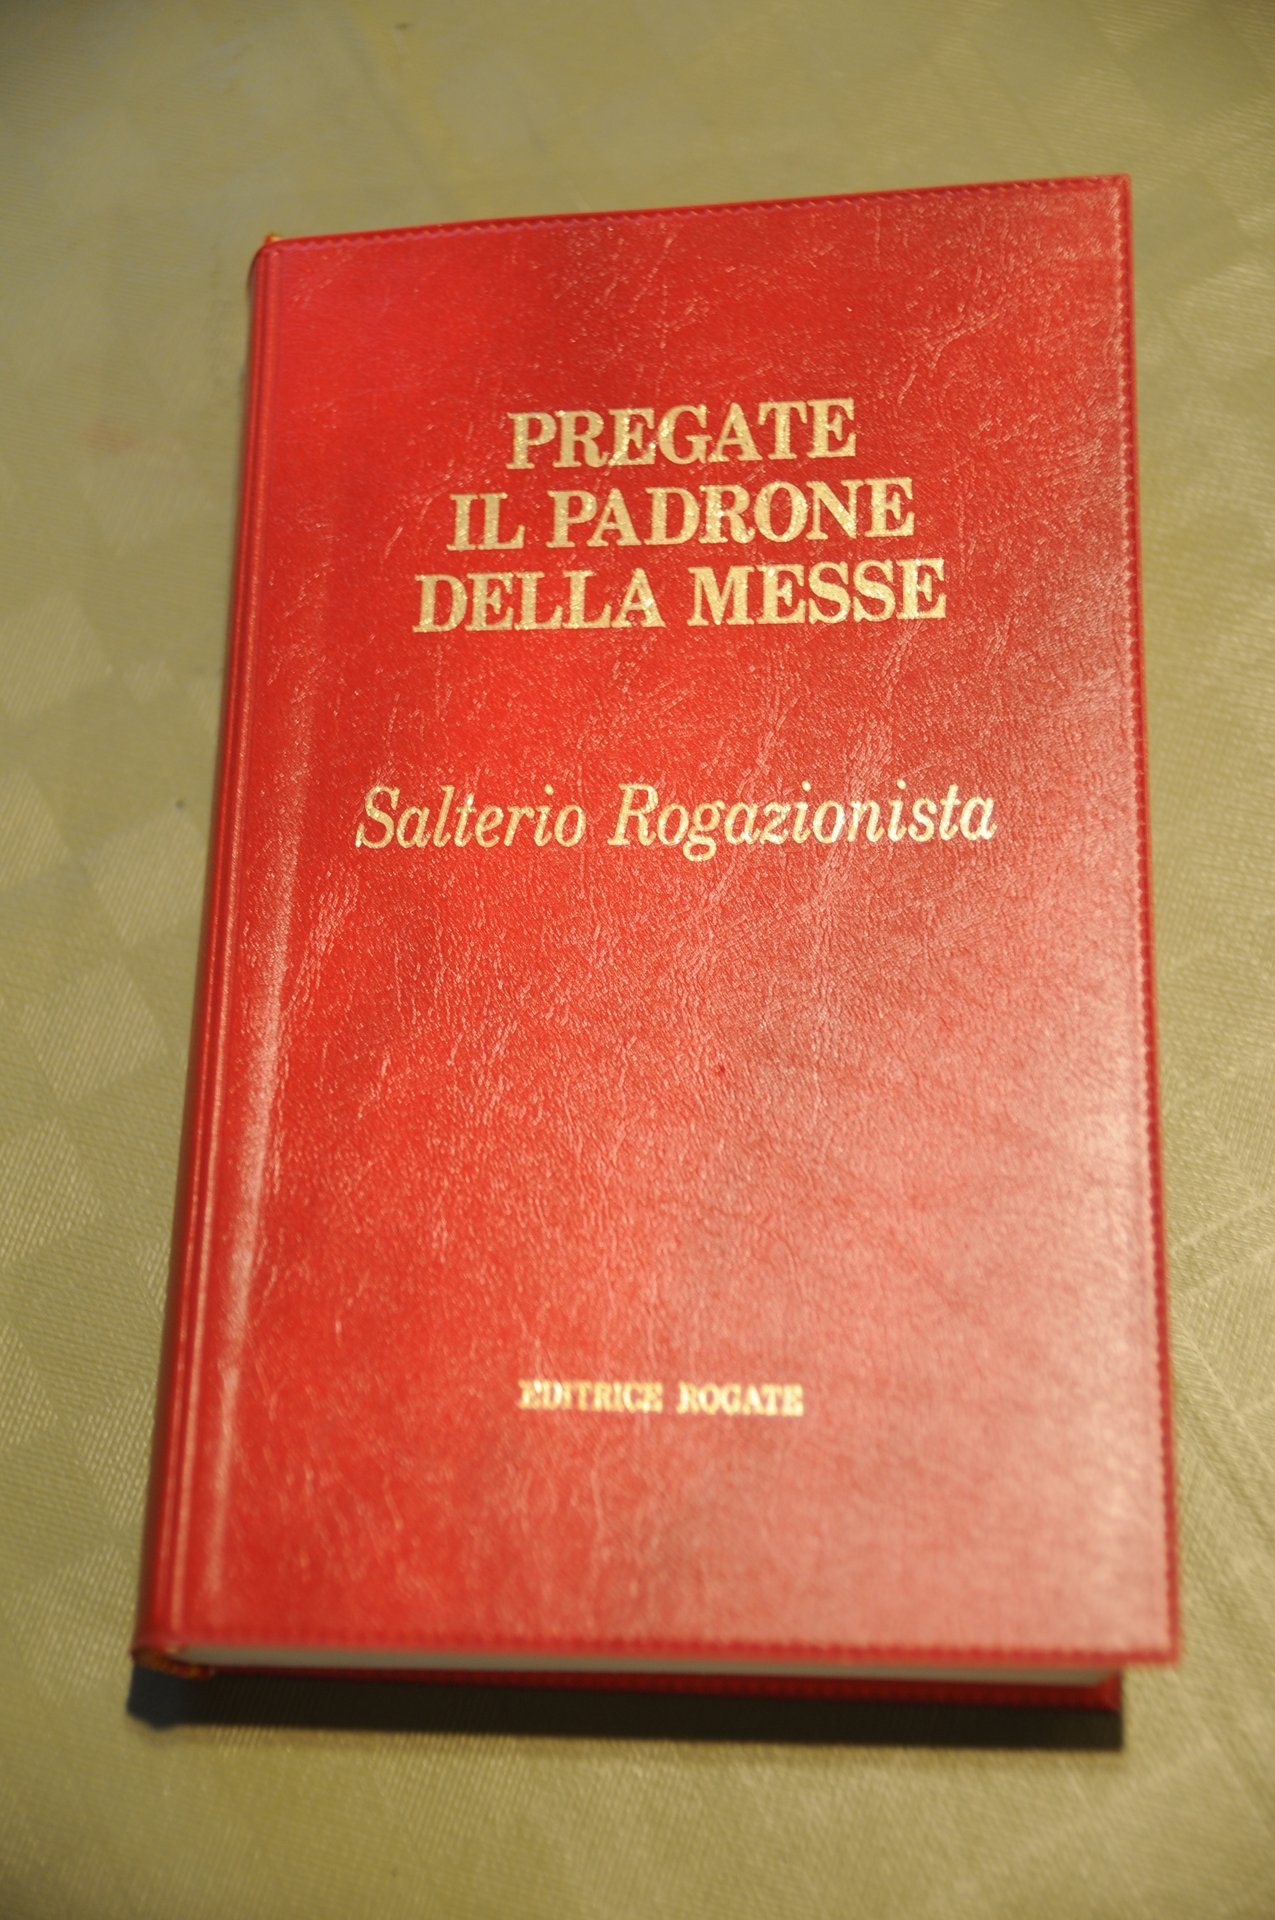 PREGATE
IL PADRONE
DELLA MESSE
Salterio Rogazionista
EDITRICE ROGATE